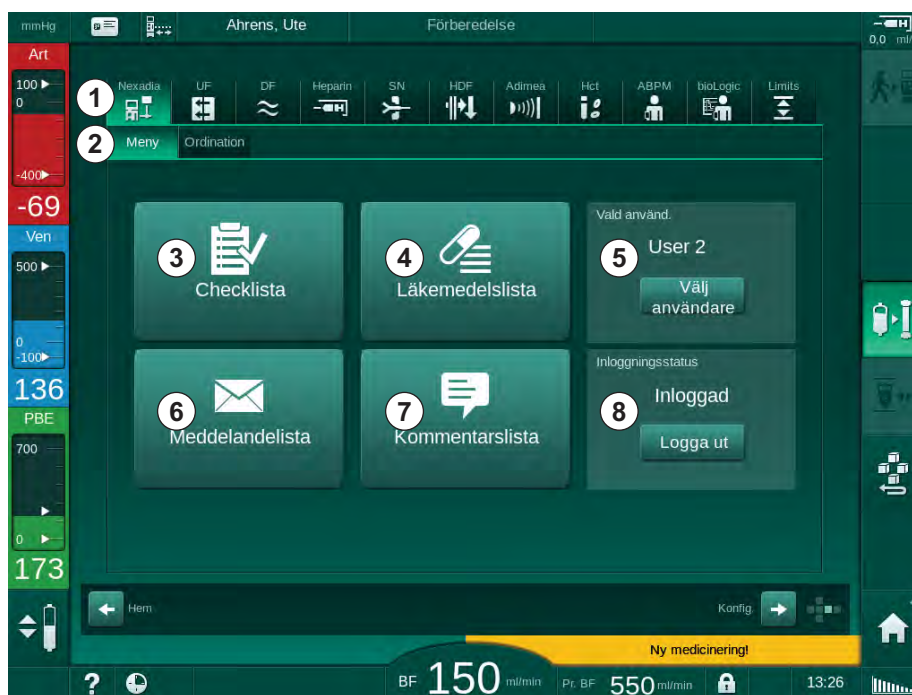 mmHg
Ahrens, Ute
Förberedelse
0,0 ml/
Art
100
0
-400
-69
Ven
500
0
-100
136
PBE
700
0
173
1
Nexadia UF DF Heparin SN HDF Adimea Hct ABPM bioLogic Limits
2
Meny Ordination
3
Checklista
4
Läkemedelslista
Vald använd.
5
User 2
Välj
användare
6
Meddelandelista
7
Kommentarslista
Inloggningsstatus
8
Inloggad
Logga ut
Hem
Konfig.
Ny medicinering!
? BF 150 ml/min Pr. BF 550 ml/min 13:26